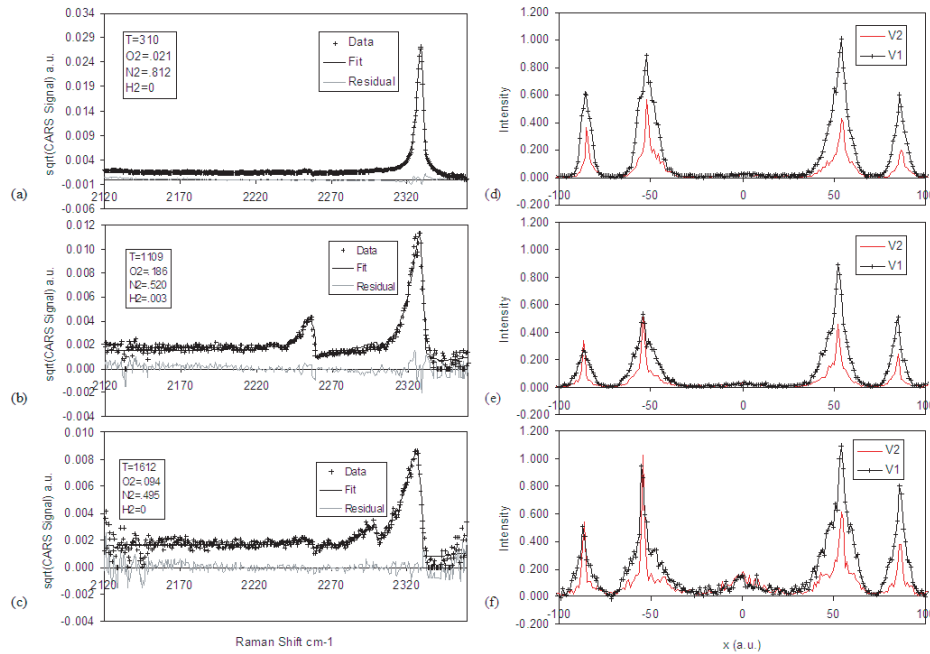 0.034
0.029
0.024
0.019
0.014
0.009
0.004
-0.001
-0.006
sqrt(CARS Signal) a.u.
T=310
O2=.021
N2=.812
H2=0
Data
Fit
Residual
2120
2170
2220
2270
2320
(a)
0.012
0.010
0.008
0.006
0.004
0.002
0.000
-0.002
-0.004
sqrt(CARS Signal) a.u.
T=1109
O2=.186
N2=.520
H2=.003
Data
Fit
Residual
2120
2170
2220
2270
2320
(b)
0.010
0.008
0.006
0.004
0.002
0.000
-0.002
-0.004
sqrt(CARS Signal) a.u.
T=1612
O2=.094
N2=.495
H2=0
Data
Fit
Residual
2120
2170
2220
2270
2320
(c)
Raman Shift cm-1
1.200
1.000
0.800
0.600
0.400
0.200
0.000
-0.200
Intensity
V2
V1
-100
-50
0
50
100
(d)
1.200
1.000
0.800
0.600
0.400
0.200
0.000
-0.200
Intensity
V2
V1
-100
-50
0
50
100
(e)
1.200
1.000
0.800
0.600
0.400
0.200
0.000
-0.200
Intensity
V2
V1
-100
-50
0
50
100
(f)
x (a.u.)